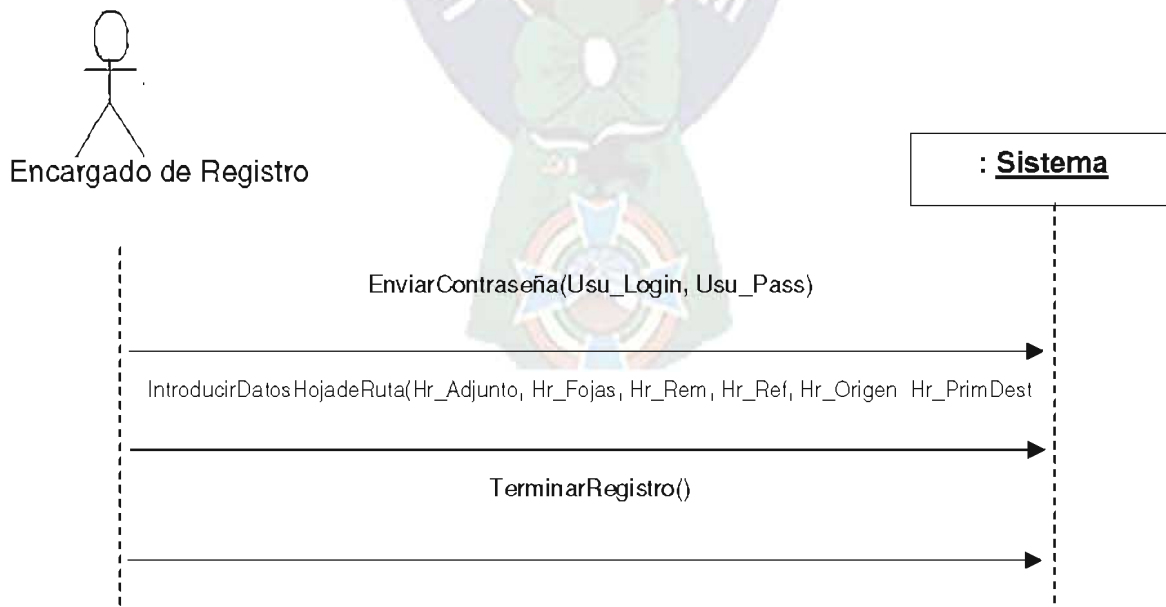 Encargado de Registro
: Sistema
EnviarContraseña(Usu_Login, Usu_Pass)
IntroducirDatosHojadeRuta(Hr_Adjunto, Hr_Fojas, Hr_Rem, Hr_Ref, Hr_Origen Hr_PrimDest
TerminarRegistro()